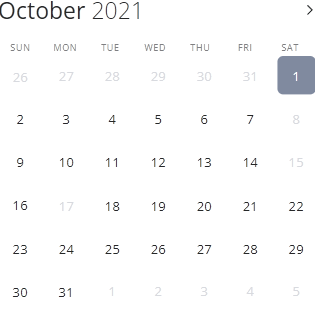 October 2021
SUN MON TUE WED THU FRI SAT
26 27 28 29 30 31 1
2 3 4 5 6 7 8
9 10 11 12 13 14 15
16 17 18 19 20 21 22
23 24 25 26 27 28 29
30 31 1 2 3 4 5